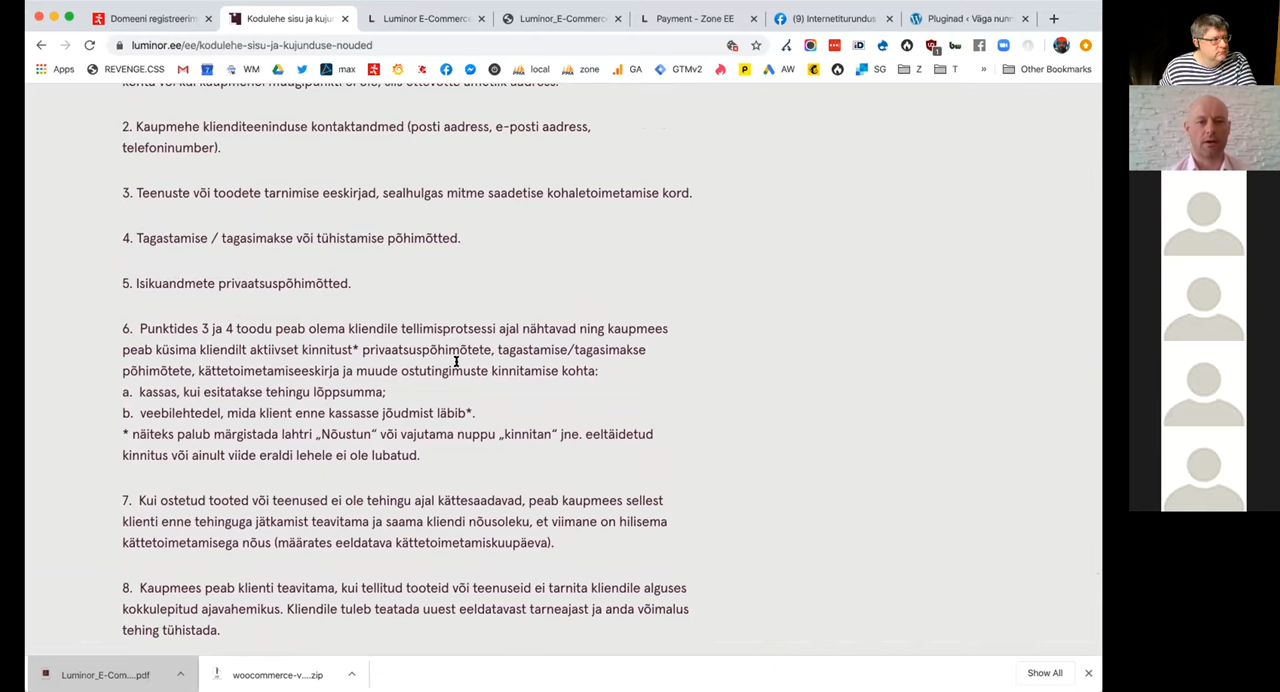 Domeeni registreerim
Kodulehe sisu ja kujun
Luminor E-Commerc
Luminor_E-Commerce
Payment - Zone EE
(9) Internetiturundus
Pluginad ‹ Väga nunn
luminor.ee/ee/kodulehe-sisu-ja-kujunduse-nouded
Apps
REVENGE.CSS
WM
max
local
zone
GA
GTMv2
AW
SG
Z
T
»
Other Bookmarks
2. Kaupmehe klienditeeninduse kontaktandmed (posti aadress, e-posti aadress,
telefoninumber).
3. Teenuste või toodete tarnimise eeskirjad, sealhulgas mitme saadetise kohaletoimetamise kord.
4. Tagastamise / tagasimakse või tühistamise põhimõtted.
5. Isikuandmete privaatsuspõhimõtted.
6. Punktides 3 ja 4 toodu peab olema kliendile tellimisprotsessi ajal nähtavad ning kaupmees
peab küsima kliendilt aktiivset kinnitust* privaatsuspõhimõtete, tagastamise/tagasimakse
põhimõtete, kättetoimetamiseeskirja ja muude ostutingimuste kinnitamise kohta:
a. kassas, kui esitatakse tehingu lõppsumma;
b. veebilehtedel, mida klient enne kassasse jõudmist läbib*.
* näiteks palub märgistada lahtri „Nõustun“ või vajutama nuppu „kinnitan“ jne. eeltäidetud
kinnitus või ainult viide eraldi lehele ei ole lubatud.
7. Kui ostetud tooted või teenused ei ole tehingu ajal kättesaadavad, peab kaupmees sellest
klienti enne tehinguga jätkamist teavitama ja saama kliendi nõusoleku, et viimane on hilisema
kättetoimetamisega nõus (määrates eeldatava kättetoimetamiskuupäeva).
8. Kaupmees peab klienti teavitama, kui tellitud tooteid või teenuseid ei tarnita kliendile alguses
kokkulepitud ajavahemikus. Kliendile tuleb teatada uuest eeldatavast tarneajast ja anda võimalus
tehing tühistada.
Luminor_E-Com....pdf
woocommerce-v....zip
Show All